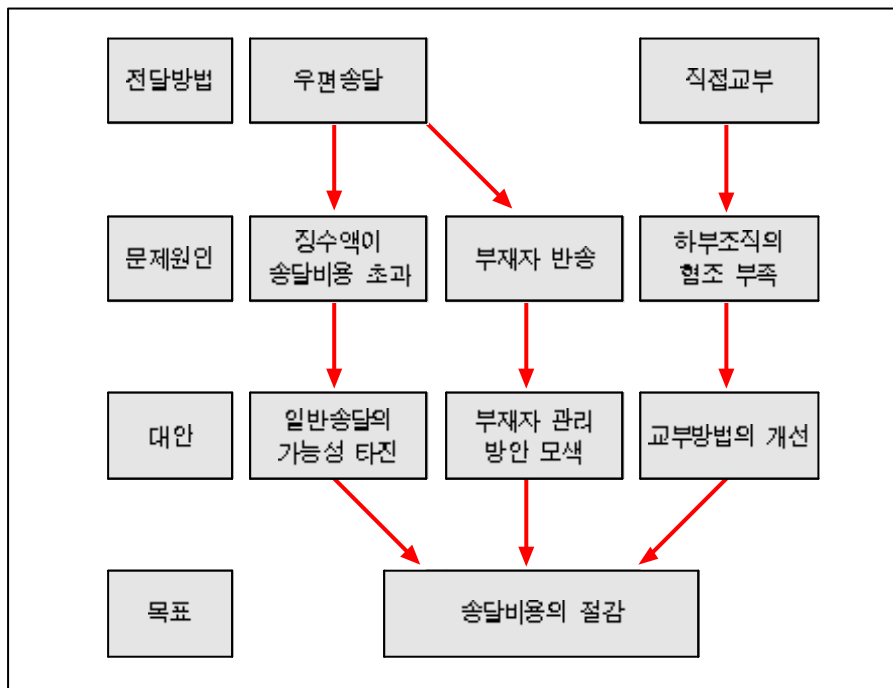 전달방법
우편송달
직접교부
문제원인
징수액이
송달비용 초과
부재자 반송
하부조직의
협조 부족
대안
일반송달의
가능성 타진
부재자 관리
방안 모색
교부방법의 개선
목표
송달비용의 절감